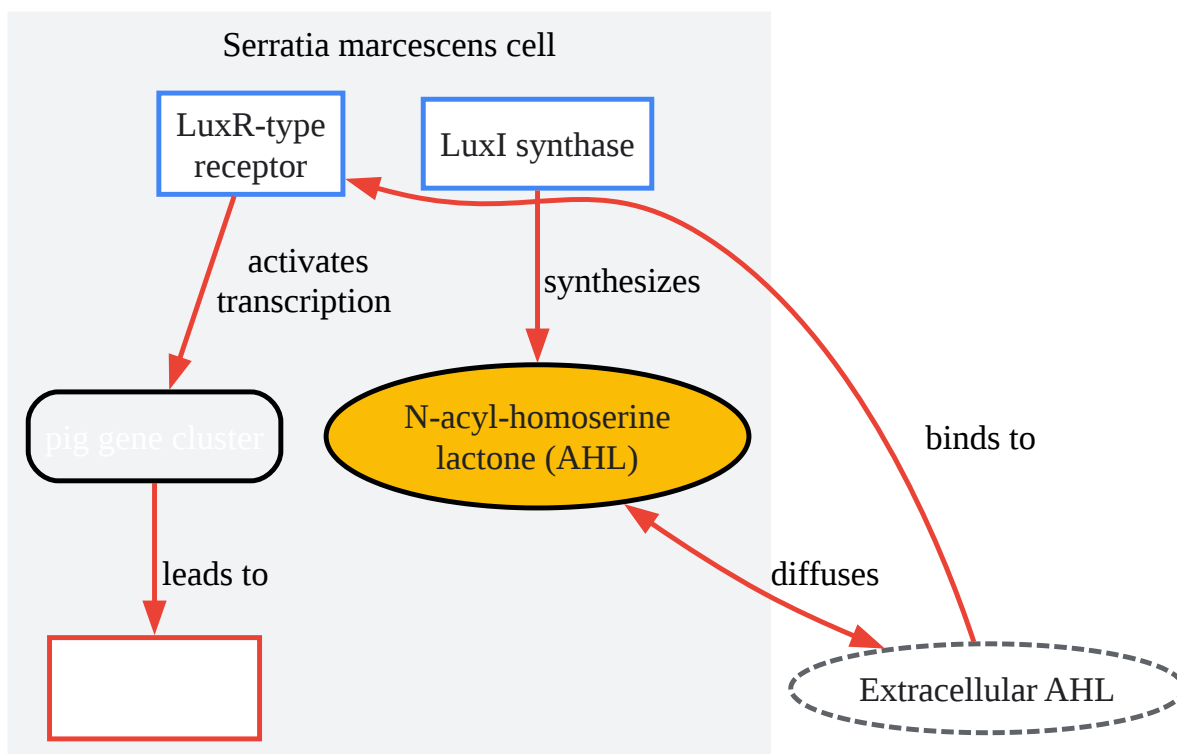 Serratia marcescens cell
LuxR-type
receptor
LuxI synthase
activates
transcription
synthesizes
pig gene cluster
N-acyl-homoserine
lactone (AHL)
binds to
leads to
diffuses
Extracellular AHL